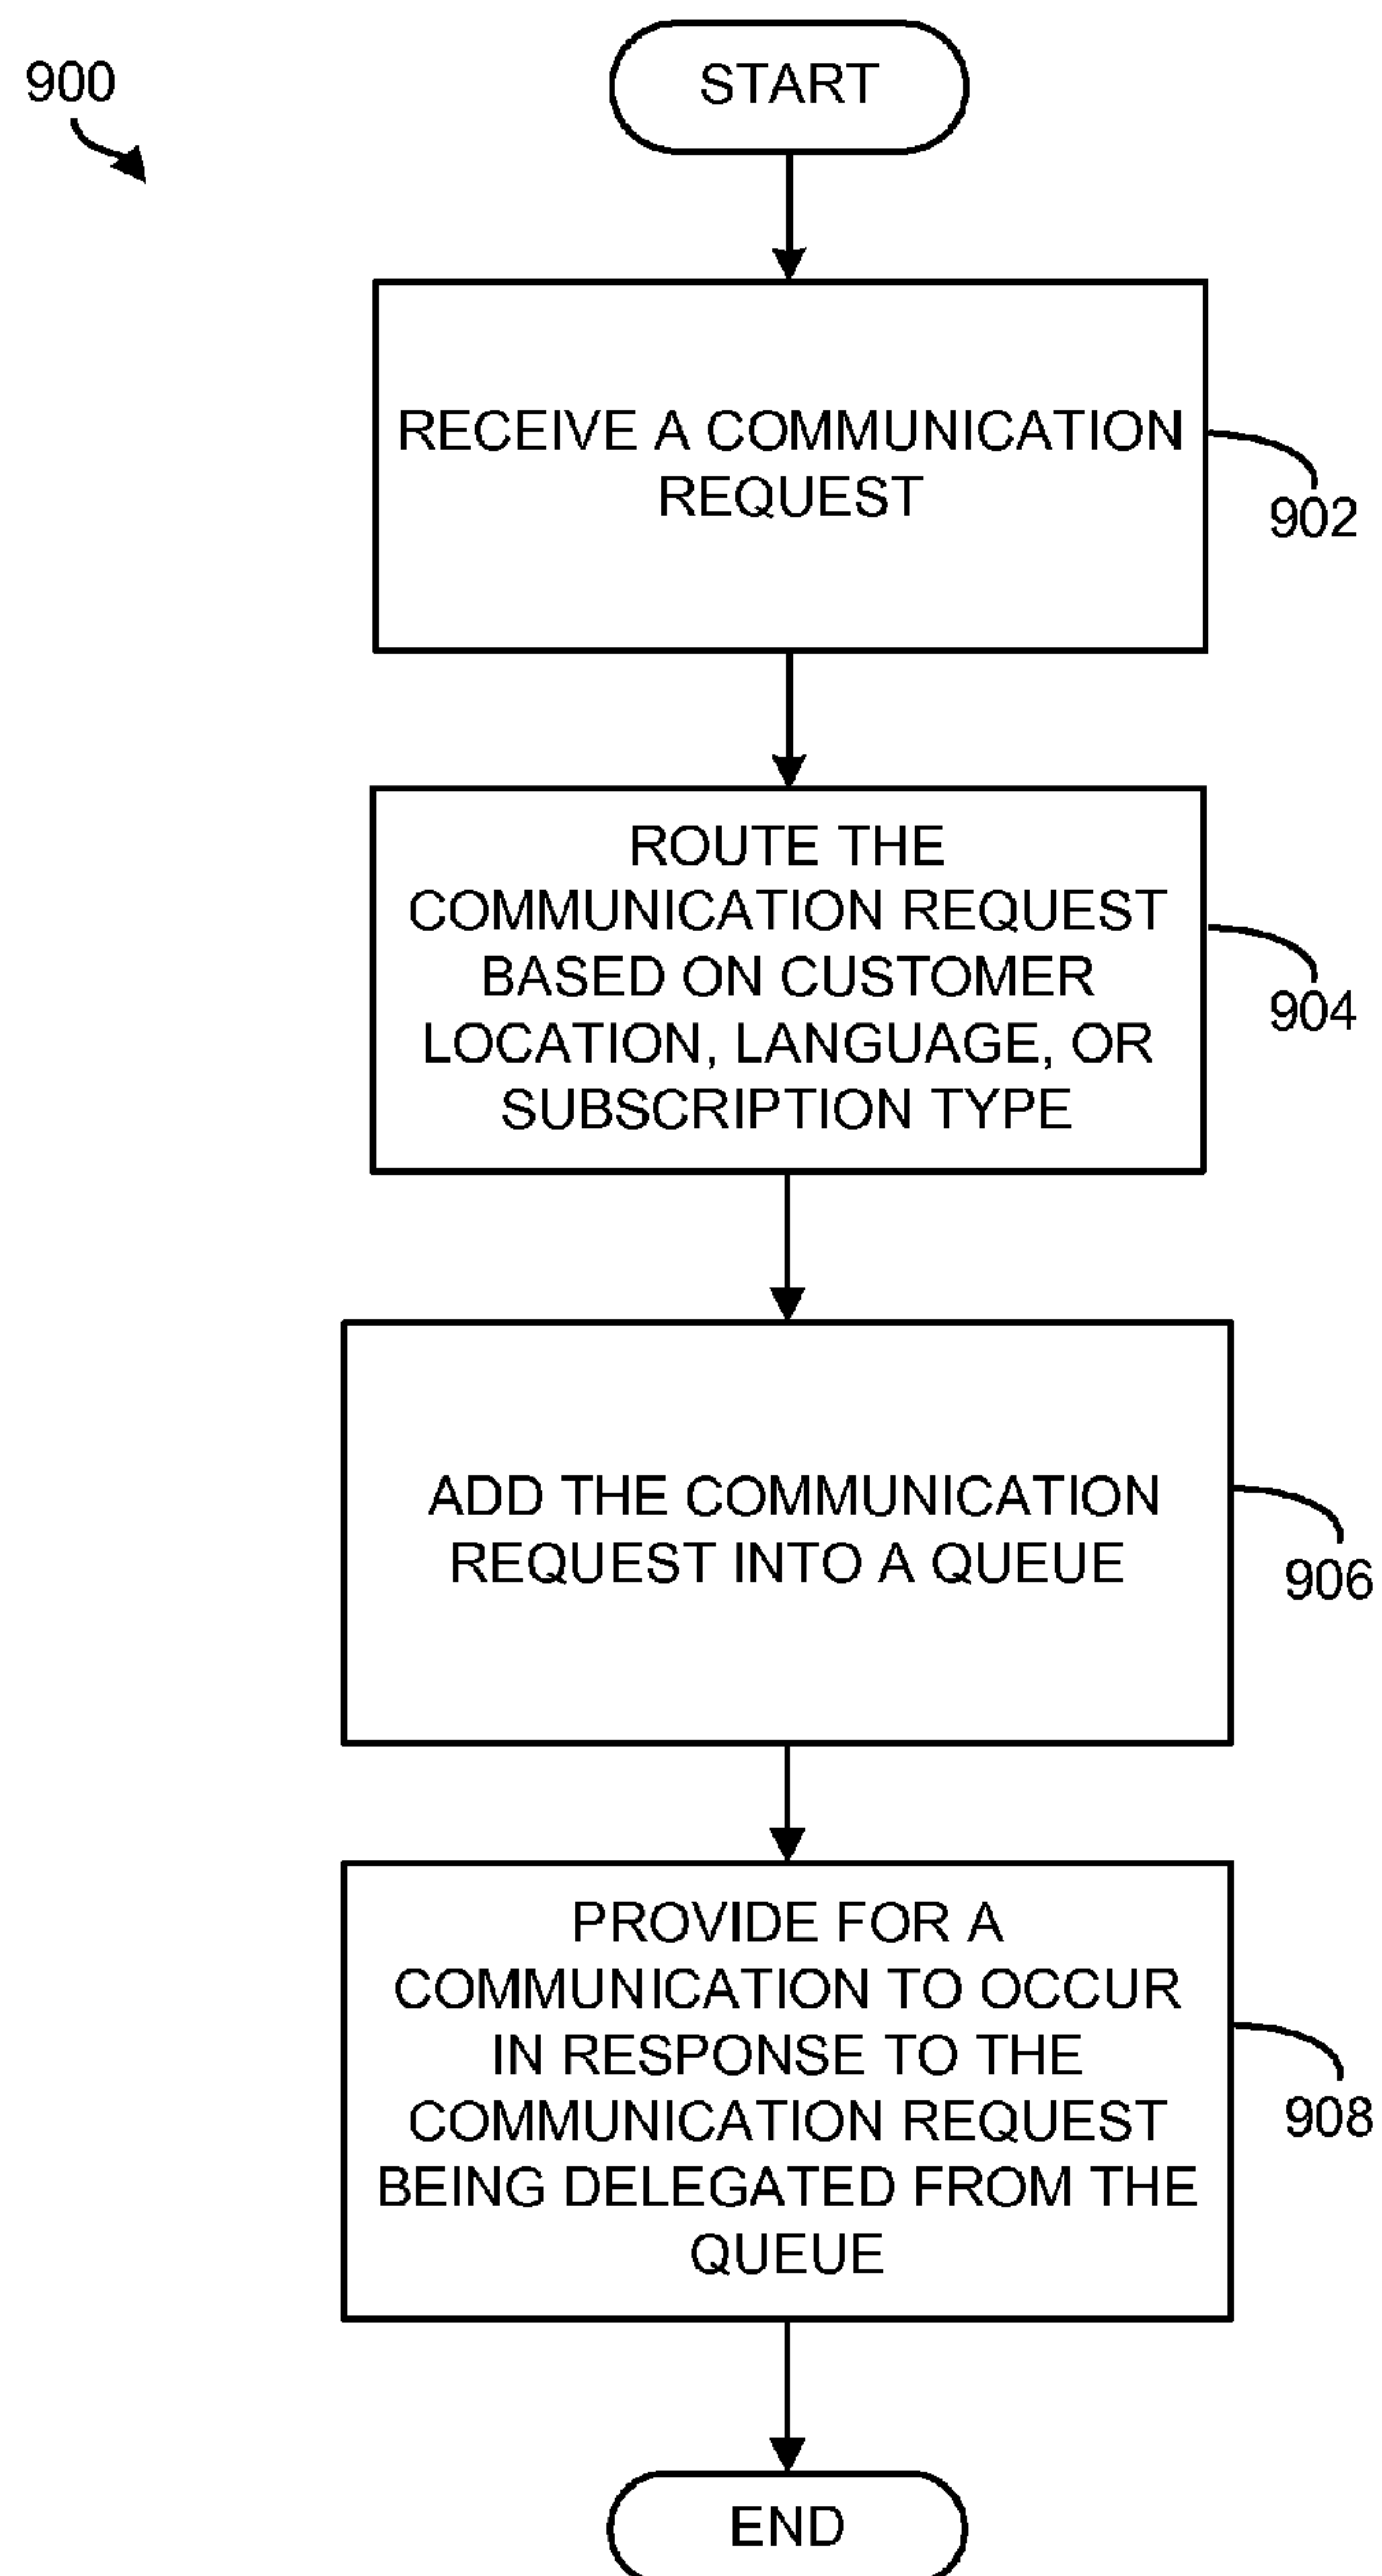 900
START
RECEIVE A COMMUNICATION
REQUEST
902
ROUTE THE
COMMUNICATION REQUEST
BASED ON CUSTOMER
LOCATION, LANGUAGE, OR
SUBSCRIPTION TYPE
904
ADD THE COMMUNICATION
REQUEST INTO A QUEUE
906
PROVIDE FOR A
COMMUNICATION TO OCCUR
IN RESPONSE TO THE
COMMUNICATION REQUEST
BEING DELEGATED FROM THE
QUEUE
908
END